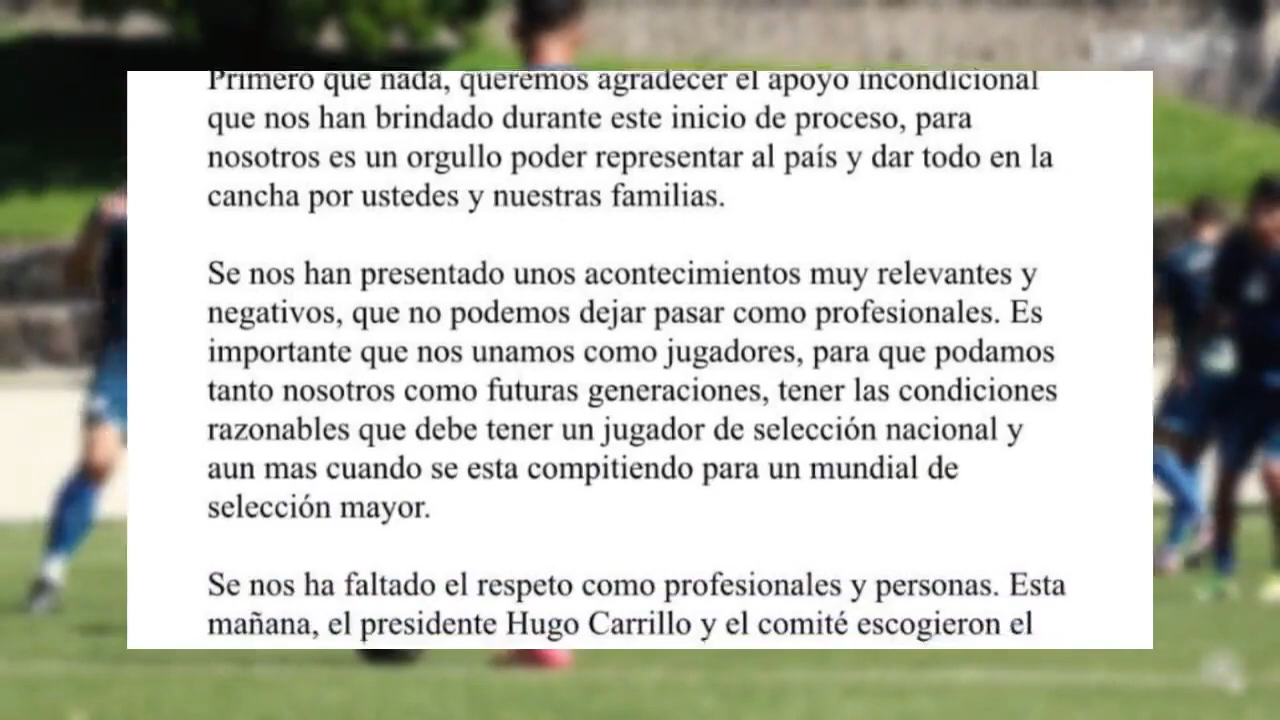 Primero que nada, queremos agradecer el apoyo incondicional
que nos han brindado durante este inicio de proceso, para
nosotros es un orgullo poder representar al país y dar todo en la
cancha por ustedes y nuestras familias.
Se nos han presentado unos acontecimientos muy relevantes y
negativos, que no podemos dejar pasar como profesionales. Es
importante que nos unamos como jugadores, para que podamos
tanto nosotros como futuras generaciones, tener las condiciones
razonables que debe tener un jugador de selección nacional y
aun mas cuando se esta compitiendo para un mundial de
selección mayor.
Se nos ha faltado el respeto como profesionales y personas. Esta
mañana, el presidente Hugo Carrillo y el comité escogieron el